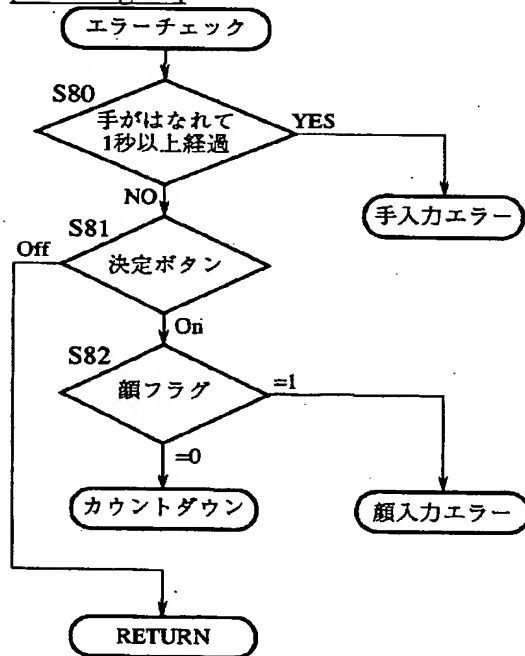 エラーチェック
S80
手がはなれて
1秒以上経過
YES
NO
手入力エラー
S81
Off
決定ボタン
On
S82
顔フラグ
=1
=0
カウントダウン
顔入力エラー
RETURN